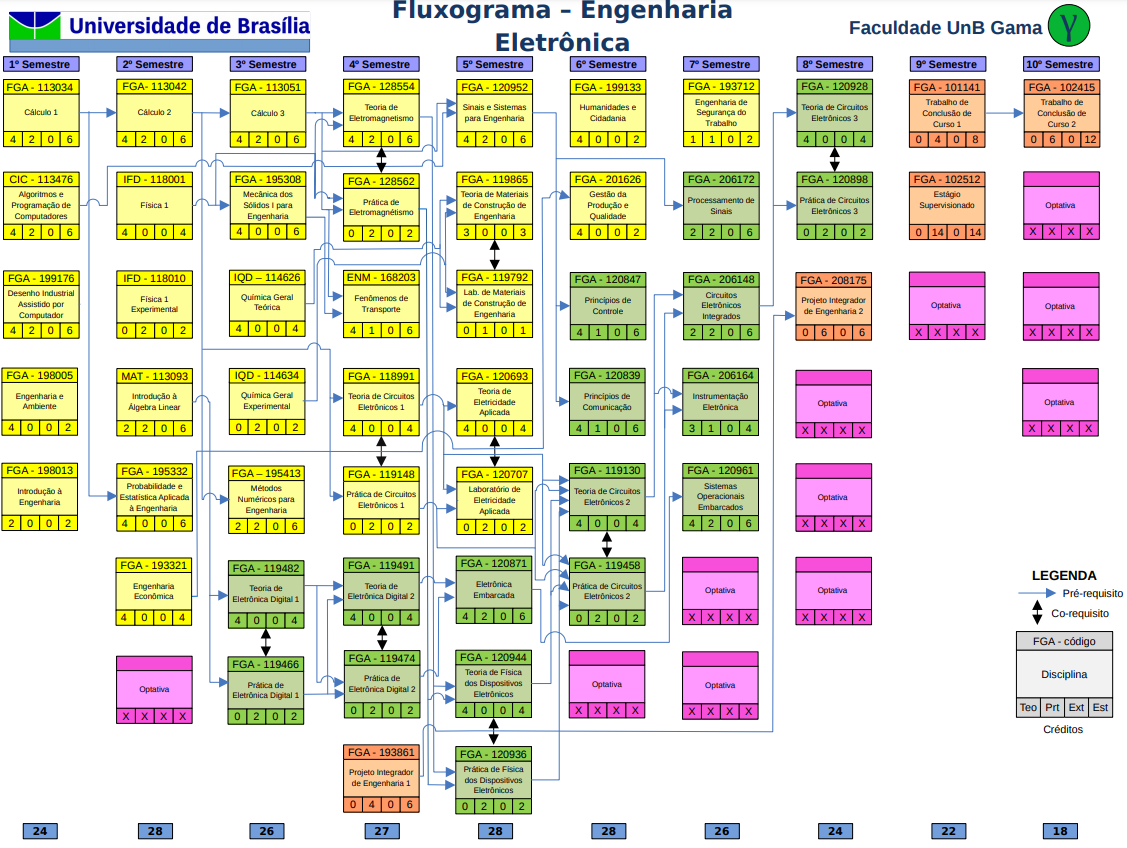 Universidade de Brasília
Fluxograma – Engenharia
Eletrônica
Faculdade UnB Gama
γ
1º Semestre
FGA - 113034
Cálculo 1
4 2 0 6
CIC - 113476
Algoritmos e
Programação de
Computadores
4 2 0 6
FGA - 199176
Desenho Industrial
Assistido por
Computador
4 2 0 6
FGA - 198005
Engenharia e
Ambiente
4 0 0 2
FGA - 198013
Introdução à
Engenharia
2 0 0 2
24
2º Semestre
FGA - 113042
Cálculo 2
4 2 0 6
IFD - 118001
Física 1
4 0 0 4
IFD - 118010
Física 1
Experimental
0 2 0 2
MAT - 113093
Introdução à
Álgebra Linear
2 2 0 6
FGA - 195332
Probabilidade e
Estatística Aplicada
à Engenharia
4 0 0 6
FGA - 193321
Engenharia
Econômica
4 0 0 4
Optativa
X X X X
28
3º Semestre
FGA - 113051
Cálculo 3
4 2 0 6
FGA - 195308
Mecânica dos
Sólidos I para
Engenharia
4 0 0 6
IQD – 114626
Química Geral
Teórica
4 0 0 4
IQD - 114634
Química Geral
Experimental
0 2 0 2
FGA – 195413
Métodos
Numéricos para
Engenharia
2 2 0 6
FGA - 119482
Teoria de
Eletrônica Digital 1
4 0 0 4
FGA - 119466
Prática de
Eletrônica Digital 1
0 2 0 2
26
4º Semestre
FGA - 128554
Teoria de
Eletromagnetismo
4 2 0 6
FGA - 128562
Prática de
Eletromagnetismo
0 2 0 2
ENM - 168203
Fenômenos de
Transporte
4 1 0 6
FGA - 118991
Teoria de Circuitos
Eletrônicos 1
4 0 0 4
FGA - 119148
Prática de Circuitos
Eletrônicos 1
0 2 0 2
FGA - 119491
Teoria de
Eletrônica Digital 2
4 0 0 4
FGA - 119474
Prática de
Eletrônica Digital 2
0 2 0 2
FGA - 193861
Projeto Integrador
de Engenharia 1
0 4 0 6
27
5º Semestre
FGA - 120952
Sinais e Sistemas
para Engenharia
4 2 0 6
FGA - 119865
Teoria de Materiais
de Construção de
Engenharia
3 0 0 3
FGA - 119792
Lab. de Materiais
de Construção de
Engenharia
0 1 0 1
FGA - 120693
Teoria de
Eletricidade
Aplicada
4 0 0 4
FGA - 120707
Laboratório de
Eletricidade
Aplicada
0 2 0 2
FGA - 120871
Eletrônica
Embarcada
4 2 0 6
FGA - 120944
Teoria de Física
dos Dispositivos
Eletrônicos
4 0 0 4
FGA - 120936
Prática de Física
dos Dispositivos
Eletrônicos
0 2 0 2
28
6º Semestre
FGA - 199133
Humanidades e
Cidadania
4 0 0 2
FGA - 201626
Gestão da
Produção e
Qualidade
4 0 0 2
FGA - 120847
Princípios de
Controle
4 1 0 6
FGA - 120839
Princípios de
Comunicação
4 1 0 6
FGA - 119130
Teoria de Circuitos
Eletrônicos 2
4 0 0 4
FGA - 119458
Prática de Circuitos
Eletrônicos 2
0 2 0 2
Optativa
X X X X
28
7º Semestre
FGA - 193712
Engenharia de
Segurança do
Trabalho
1 1 0 2
FGA - 206172
Processamento de
Sinais
2 2 0 6
FGA - 206148
Circuitos
Eletrônicos
Integrados
2 2 0 6
FGA - 206164
Instrumentação
Eletrônica
3 1 0 4
FGA - 120961
Sistemas
Operacionais
Embarcados
4 2 0 6
Optativa
X X X X
Optativa
X X X X
26
8º Semestre
FGA - 120928
Teoria de Circuitos
Eletrônicos 3
4 0 0 4
FGA - 120898
Prática de Circuitos
Eletrônicos 3
0 2 0 2
FGA - 208175
Projeto Integrador
de Engenharia 2
0 6 0 6
Optativa
X X X X
Optativa
X X X X
Optativa
X X X X
24
9º Semestre
FGA - 101141
Trabalho de
Conclusão de
Curso 1
0 4 0 8
FGA - 102512
Estágio
Supervisionado
0 14 0 14
Optativa
X X X X
22
10º Semestre
FGA - 102415
Trabalho de
Conclusão de
Curso 2
0 6 0 12
Optativa
X X X X
Optativa
X X X X
Optativa
X X X X
18
LEGENDA
Pré-requisito
Co-requisito
FGA - código
Disciplina
Teo Prt Ext Est
Créditos